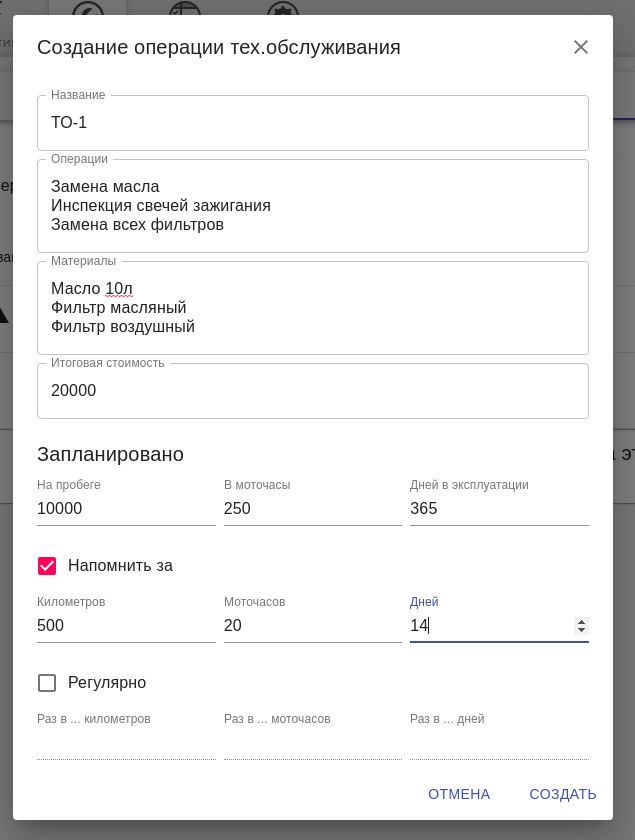 Создание операции тех.обслуживания
Название
ТО-1
Операции
Замена масла
Инспекция свечей зажигания
Замена всех фильтров
Материалы
Масло 10л
Фильтр масляный
Фильтр воздушный
Итоговая стоимость
20000
Запланировано
На пробеге
В моточасы
Дней в эксплуатации
10000
250
365
Напомнить за
Километров
Моточасов
Дней
500
20
14
Регулярно
Раз в ... километров
Раз в ... моточасов
Раз в ... дней
ОТМЕНА
СОЗДАТЬ